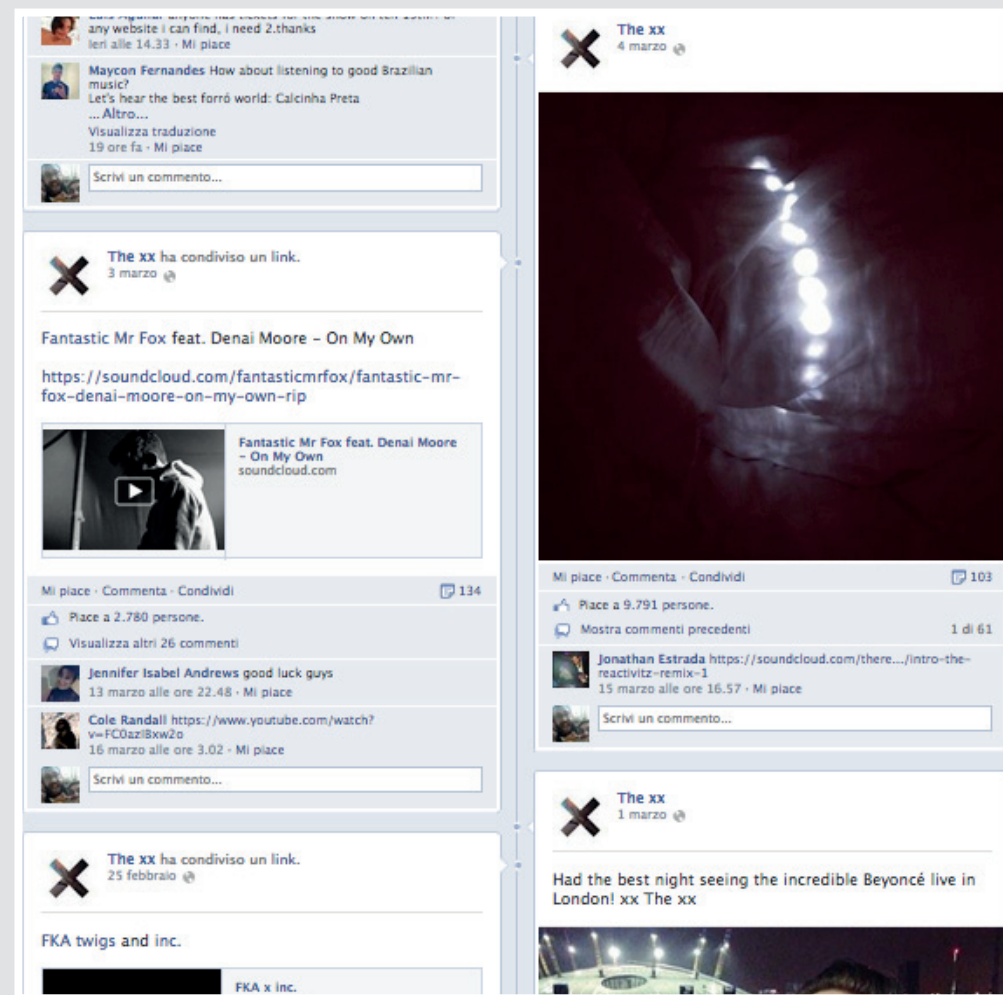 any website i can find, i need 2.thanks
Ieri alle 14.33 · Mi piace
Maycon Fernandes How about listening to good Brazilian
music?
Let's hear the best forró world: Calcinha Preta
... Altro...
Visualizza traduzione
19 ore fa · Mi piace
Scrivi un commento...
The xx ha condiviso un link.
3 marzo
Fantastic Mr Fox feat. Denai Moore – On My Own
https://soundcloud.com/fantasticmrfox/fantastic-mr-
fox-denai-moore-on-my-own-rip
Fantastic Mr Fox feat. Denai Moore
– On My Own
soundcloud.com
Mi piace · Commenta · Condividi
134
Piace a 2.780 persone.
Visualizza altri 26 commenti
Jennifer Isabel Andrews good luck guys
13 marzo alle ore 22.48 · Mi piace
Cole Randall https://www.youtube.com/watch?
v=FC0azlBxw2o
16 marzo alle ore 3.02 · Mi piace
Scrivi un commento...
The xx ha condiviso un link.
25 febbraio
FKA twigs and inc.
FKA x inc.
The xx
4 marzo
Mi piace · Commenta · Condividi
103
Piace a 9.791 persone.
Mostra commenti precedenti
1 di 61
Jonathan Estrada https://soundcloud.com/there.../intro-the-
reactivitz-remix-1
15 marzo alle ore 16.57 · Mi piace
Scrivi un commento...
The xx
1 marzo
Had the best night seeing the incredible Beyoncé live in
London! xx The xx